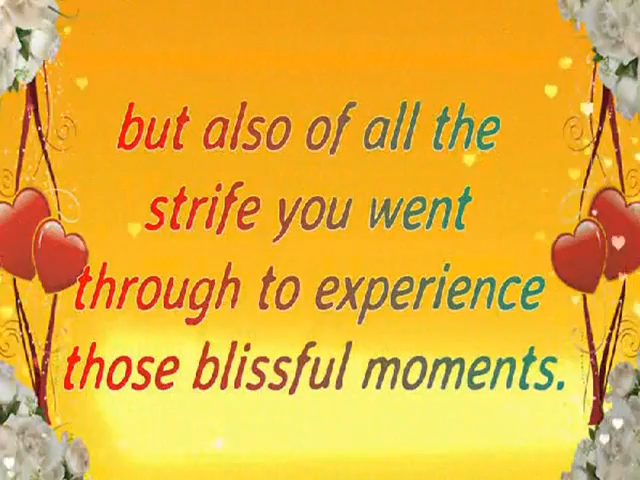 but also of all the
strife you went
through to experience
those blissful moments.